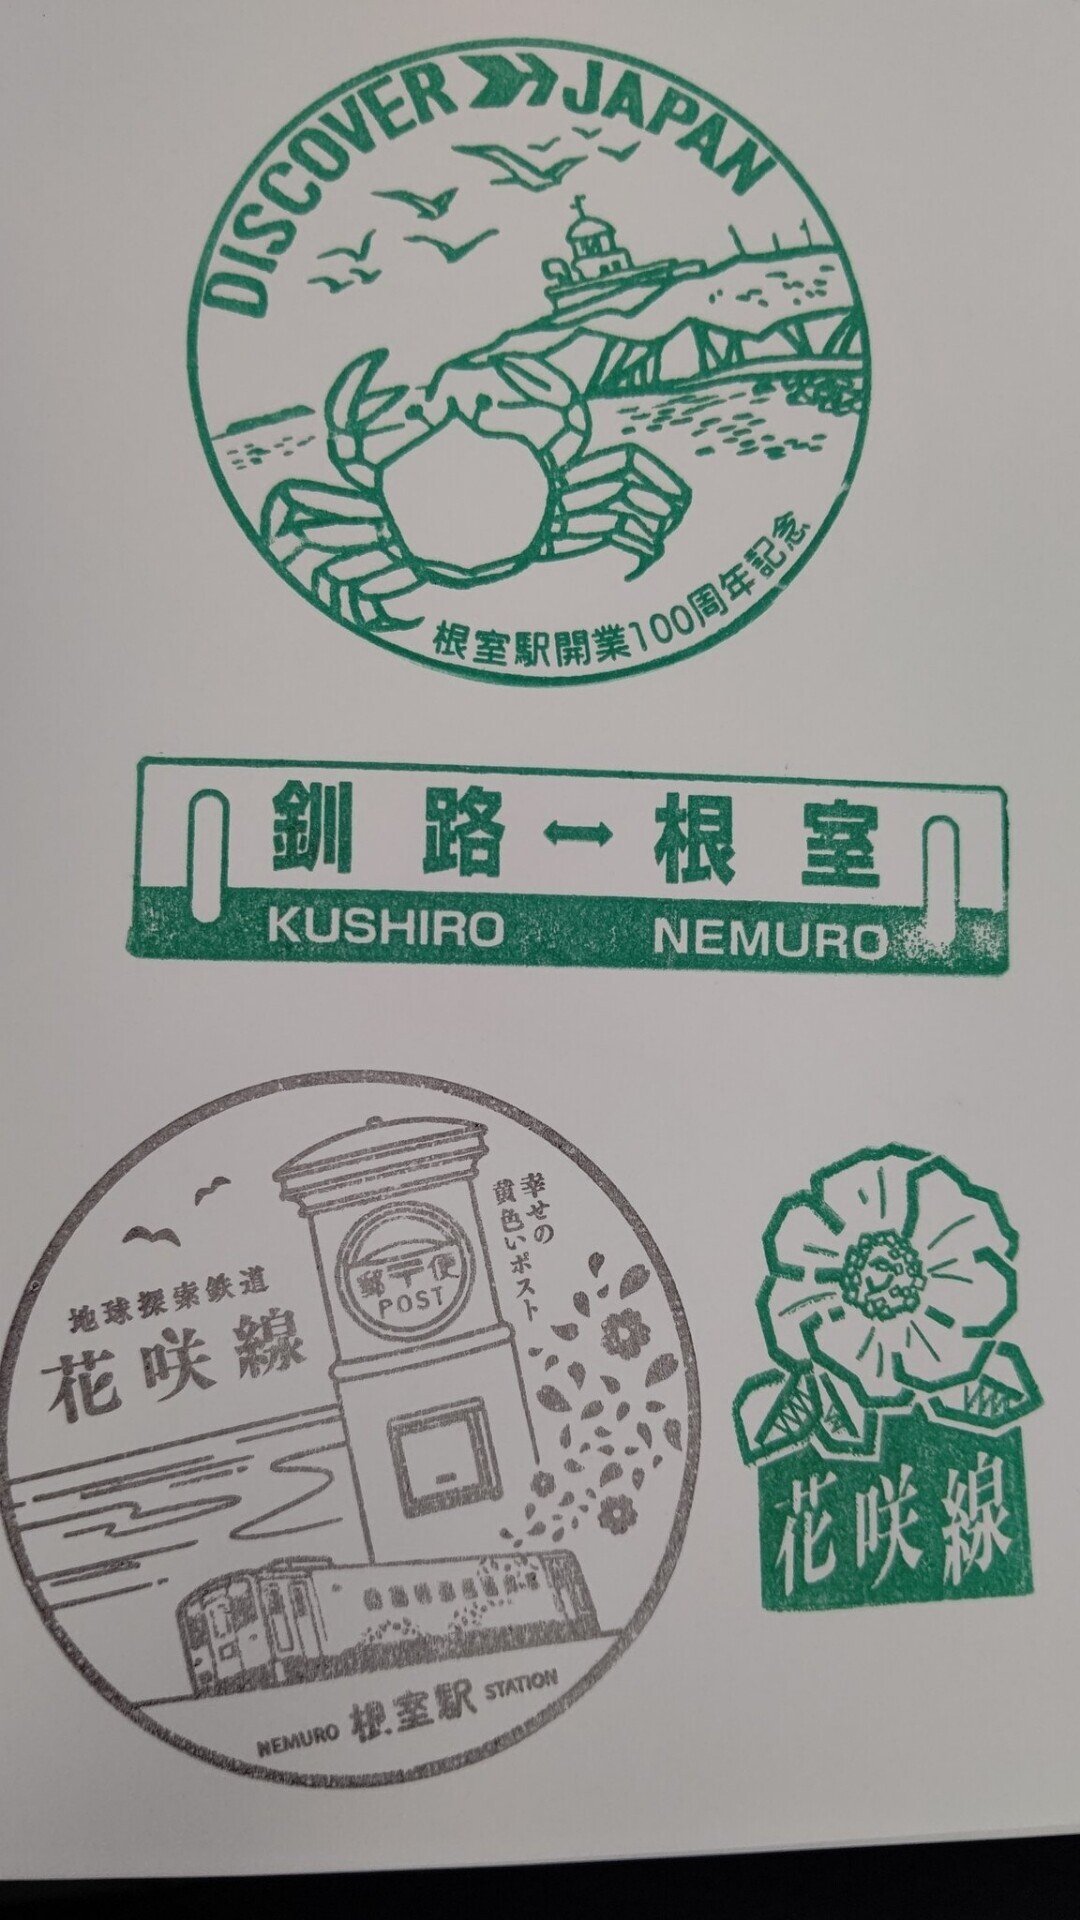 DISCOVER JAPAN
根室駅開業100周年記念
釧路↔根室
KUSHIRO NEMURO
幸せの
黄色いポスト
郵〒便
POST
地球探索鉄道
花咲線
NEMURO 根室駅 STATION
花咲線